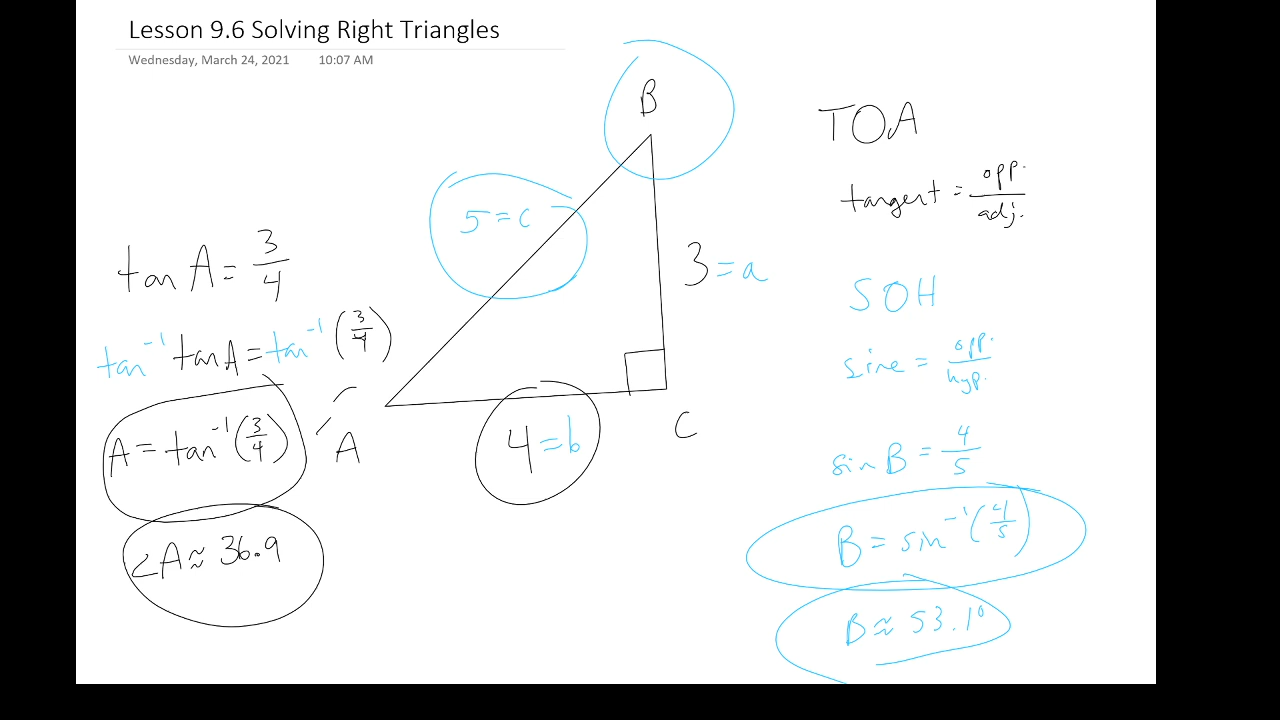 Lesson 9.6 Solving Right Triangles
Wednesday, March 24, 2021 10:07 AM
B
5 = c
3 = a
4 = b
A
C
tan A = 3/4
tan⁻¹ tan A = tan⁻¹ (3/4)
A = tan⁻¹ (3/4)
∠A ≈ 36.9
TOA
tangent = opp./adj.
SOH
sine = opp./hyp.
sin B = 4/5
B = sin⁻¹ (4/5)
B ≈ 53.1°